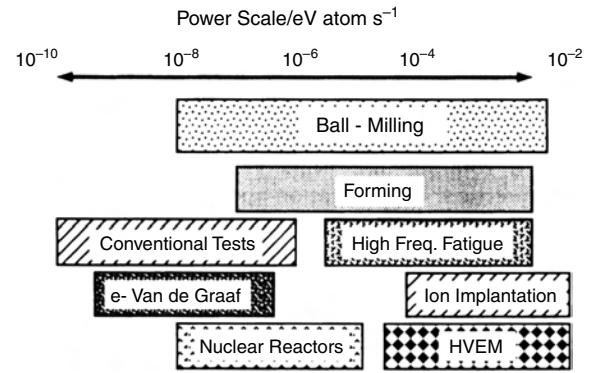 Power Scale/eV atom s⁻¹
10⁻¹⁰ 10⁻⁸ 10⁻⁶ 10⁻⁴ 10⁻²
Ball - Milling
Forming
Conventional Tests High Freq. Fatigue
e- Van de Graaf Ion Implantation
Nuclear Reactors HVEM